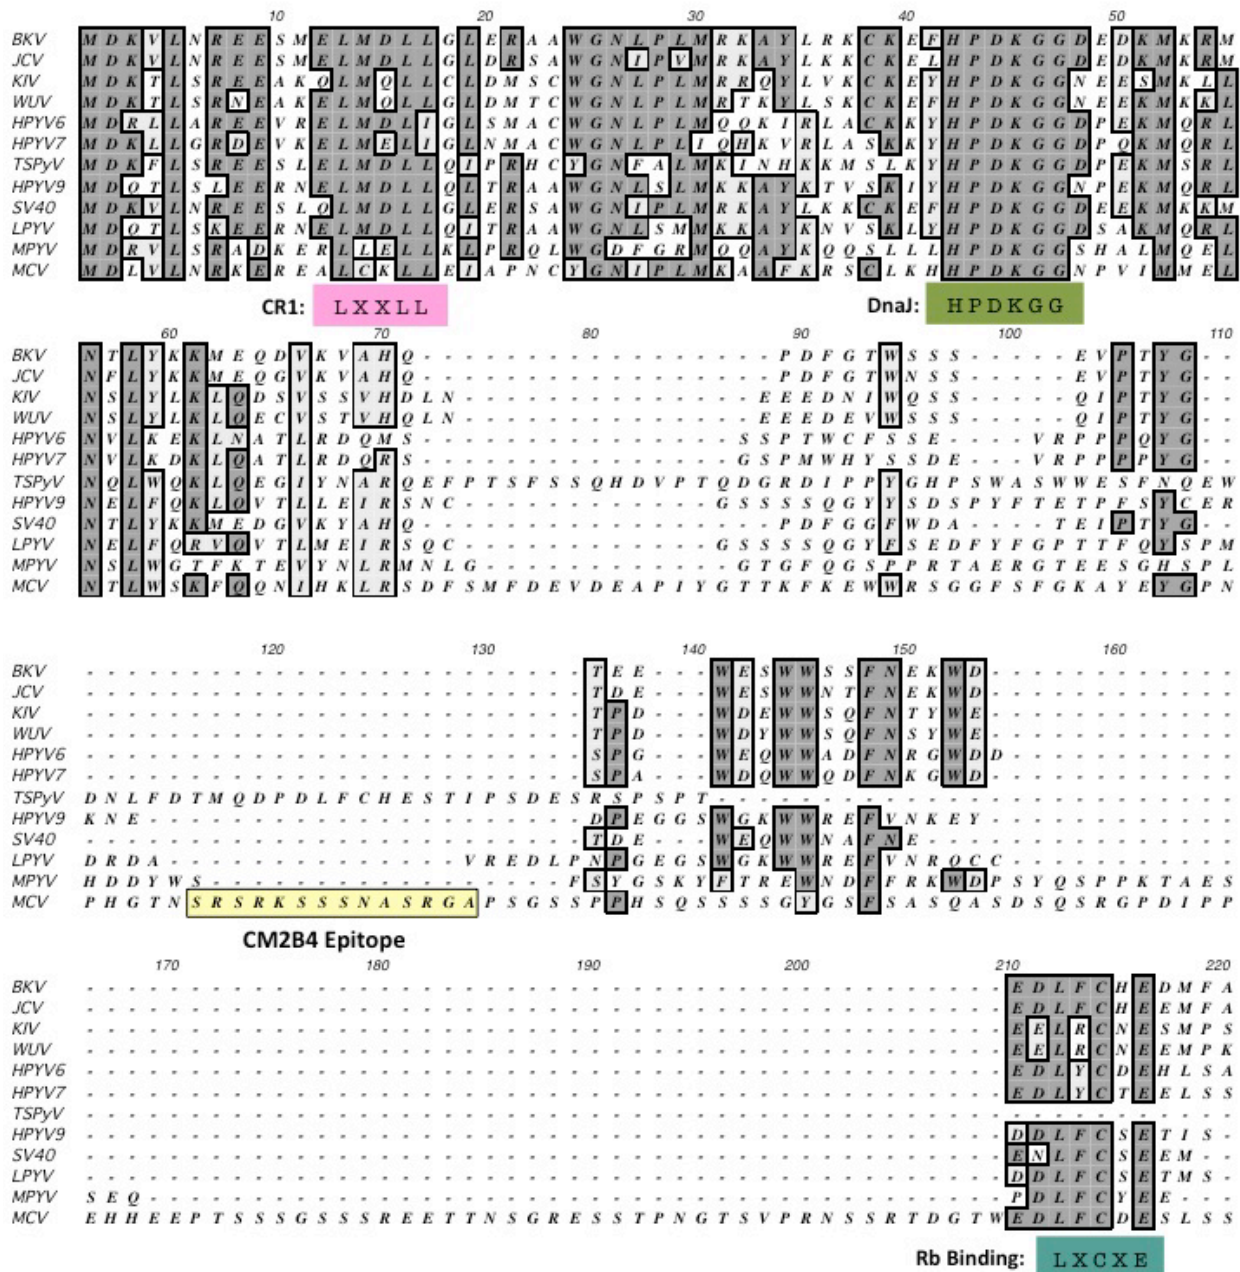 10 20 30 40 50
BKV M D K V L N R E E S M E L M D L L G L E R A A W G N L P L M R K A Y L R K C K E F H P D K G G D E D K M K R M
JCV M D K V L N R E E S M E L M D L L G L D R S A W G N I P V M R K A Y L K K C K E L H P D K G G D E D K M K R M
KIV M D K T L S R E E A K Q L M Q L L C L D M S C W G N L P L M R R Q Y L V K C K E Y H P D K G G N E E S M K L L
WUV M D K T L S R N E A K E L M Q L L G L D M T C W G N L P L M R T K Y L S K C K E F H P D K G G N E E K M K K L
HPYV6 M D R L L A R E E V R E L M D L I G L S M A C W G N L P L M Q Q K I R L A C K K Y H P D K G G D P E K M Q R L
HPYV7 M D K L L G R D E V K E L M E L I G L N M A C W G N L P L I Q H K V R L A S K K Y H P D K G G D P Q K M Q R L
TSPyV M D K F L S R E E S L E L M D L L Q I P R H C Y G N F A L M K I N H K K M S L K Y H P D K G G D P E K M S R L
HPYV9 M D Q T L S L E E R N E L M D L L Q L T R A A W G N L S L M K K A Y K T V S K I Y H P D K G G N P E K M Q R L
SV40 M D K V L N R E E S L Q L M D L L G L E R S A W G N I P L M R K A Y L K K C K E F H P D K G G D E E K M K K M
LPYV M D Q T L S K E E R N E L M D L L Q I T R A A W G N L S M M K K A Y K N V S K L Y H P D K G G D S A K M Q R L
MPYV M D R V L S R A D K E R L L E L L K L P R Q L W G D F G R M Q Q A Y K Q Q S L L L H P D K G G S H A L M Q E L
MCV M D L V L N R K E R E A L C K L L E I A P N C Y G N I P L M K A A F K R S C L K H H P D K G G N P V I M M E L
CR1: L X X L L DnaJ: H P D K G G
60 70 80 90 100 110
BKV N T L Y K K M E Q D V K V A H Q - - - - - - - - - - - - - - - - - P D F G T W S S S - - - - - E V P T Y G - -
JCV N F L Y K K M E Q G V K V A H Q - - - - - - - - - - - - - - - - - P D F G T W N S S - - - - - E V P T Y G - -
KIV N S L Y L K L Q D S V S S V H D L N - - - - - - - - - - - - - - E E E D N I W Q S S - - - - - Q I P T Y G - -
WUV N S L Y L K L Q E C V S T V H Q L N - - - - - - - - - - - - - - E E E D E V W S S S - - - - - Q I P T Y G - -
HPYV6 N V L K E K L N A T L R D Q M S - - - - - - - - - - - - - - - S S P T W C F S S E - - - - V R P P P Q Y G - -
HPYV7 N V L K D K L Q A T L R D Q R S - - - - - - - - - - - - - - - G S P M W H Y S S D E - - - V R P P P P Y G - -
TSPyV N Q L W Q K L Q E G I Y N A R Q E F P T S F S S Q H D V P T Q D G R D I P P Y G H P S W A S W W E S F N Q E W
HPYV9 N E L F Q K L Q V T L L E I R S N C - - - - - - - - - - - - G S S S S Q G Y Y S D S P Y F T E T P F S Y C E R
SV40 N T L Y K K M E D G V K Y A H Q - - - - - - - - - - - - - - - - - P D F G G F W D A - - - - T E I P T Y G - -
LPYV N E L F Q R V Q V T L M E I R S Q C - - - - - - - - - - - - G S S S S Q G Y F S E D F Y F G P T T F Q Y S P M
MPYV N S L W G T F K T E V Y N L R M N L G - - - - - - - - - - - - G T G F Q G S P P R T A E R G T E E S G H S P L
MCV N T L W S K F Q Q N I H K L R S D F S M F D E V D E A P I Y G T T K F K E W W R S G G F S F G K A Y E Y G P N
120 130 140 150 160
BKV - - - - - - - - - - - - - - - - - - - - - - - - T E E - - - W E S W W S S F N E K W D - - - - - - - - - - - -
JCV - - - - - - - - - - - - - - - - - - - - - - - - T D E - - - W E S W W N T F N E K W D - - - - - - - - - - - -
KIV - - - - - - - - - - - - - - - - - - - - - - - - T P D - - - W D E W W S Q F N T Y W E - - - - - - - - - - - -
WUV - - - - - - - - - - - - - - - - - - - - - - - - T P D - - - W D Y W W S Q F N S Y W E - - - - - - - - - - - -
HPYV6 - - - - - - - - - - - - - - - - - - - - - - - - S P G - - - W E Q W W A D F N R G W D D - - - - - - - - - - -
HPYV7 - - - - - - - - - - - - - - - - - - - - - - - - S P A - - - W D Q W W Q D F N K G W D - - - - - - - - - - - -
TSPyV D N L F D T M Q D P D L F C H E S T I P S D E S R S P S P T - - - - - - - - - - - - - - - - - - - - - - - - -
HPYV9 K N E - - - - - - - - - - - - - - - - - - - - - D P E G G S W G K W W R E F V N K E Y - - - - - - - - - - - -
SV40 - - - - - - - - - - - - - - - - - - - - - - - - T D E - - - W E Q W W N A F N E - - - - - - - - - - - - - - -
LPYV D R D A - - - - - - - - - - - - - - V R E D L P N P G E G S W G K W W R E F V N R Q C C - - - - - - - - - - -
MPYV H D D Y W S - - - - - - - - - - - - - - - - - F S Y G S K Y F T R E W N D F F R K W D P S Y Q S P P K T A E S
MCV P H G T N S R S R K S S S N A S R G A P S G S S P P H S Q S S S S G Y G S F S A S Q A S D S Q S R G P D I P P
CM2B4 Epitope
170 180 190 200 210 220
BKV - - - - - - - - - - - - - - - - - - - - - - - - - - - - - - - - - - - - - - - - - - - - E D L F C H E D M F A
JCV - - - - - - - - - - - - - - - - - - - - - - - - - - - - - - - - - - - - - - - - - - - - E D L F C H E E M F A
KIV - - - - - - - - - - - - - - - - - - - - - - - - - - - - - - - - - - - - - - - - - - - - E E L R C N E S M P S
WUV - - - - - - - - - - - - - - - - - - - - - - - - - - - - - - - - - - - - - - - - - - - - E E L R C N E E M P K
HPYV6 - - - - - - - - - - - - - - - - - - - - - - - - - - - - - - - - - - - - - - - - - - - - E D L Y C D E H L S A
HPYV7 - - - - - - - - - - - - - - - - - - - - - - - - - - - - - - - - - - - - - - - - - - - - E D L Y C T E E L S S
TSPyV - - - - - - - - - - - - - - - - - - - - - - - - - - - - - - - - - - - - - - - - - - - - - - - - - - - - - - -
HPYV9 - - - - - - - - - - - - - - - - - - - - - - - - - - - - - - - - - - - - - - - - - - - - D D L F C S E T I S -
SV40 - - - - - - - - - - - - - - - - - - - - - - - - - - - - - - - - - - - - - - - - - - - - E N L F C S E E M - -
LPYV - - - - - - - - - - - - - - - - - - - - - - - - - - - - - - - - - - - - - - - - - - - - D D L F C S E T M S -
MPYV S E Q - - - - - - - - - - - - - - - - - - - - - - - - - - - - - - - - - - - - - - - - - P D L F C Y E E - - -
MCV E H H E E P T S S S G S S S R E E T T N S G R E S S T P N G T S V P R N S S R T D G T W E D L F C D E S L S S
Rb Binding: L X C X E